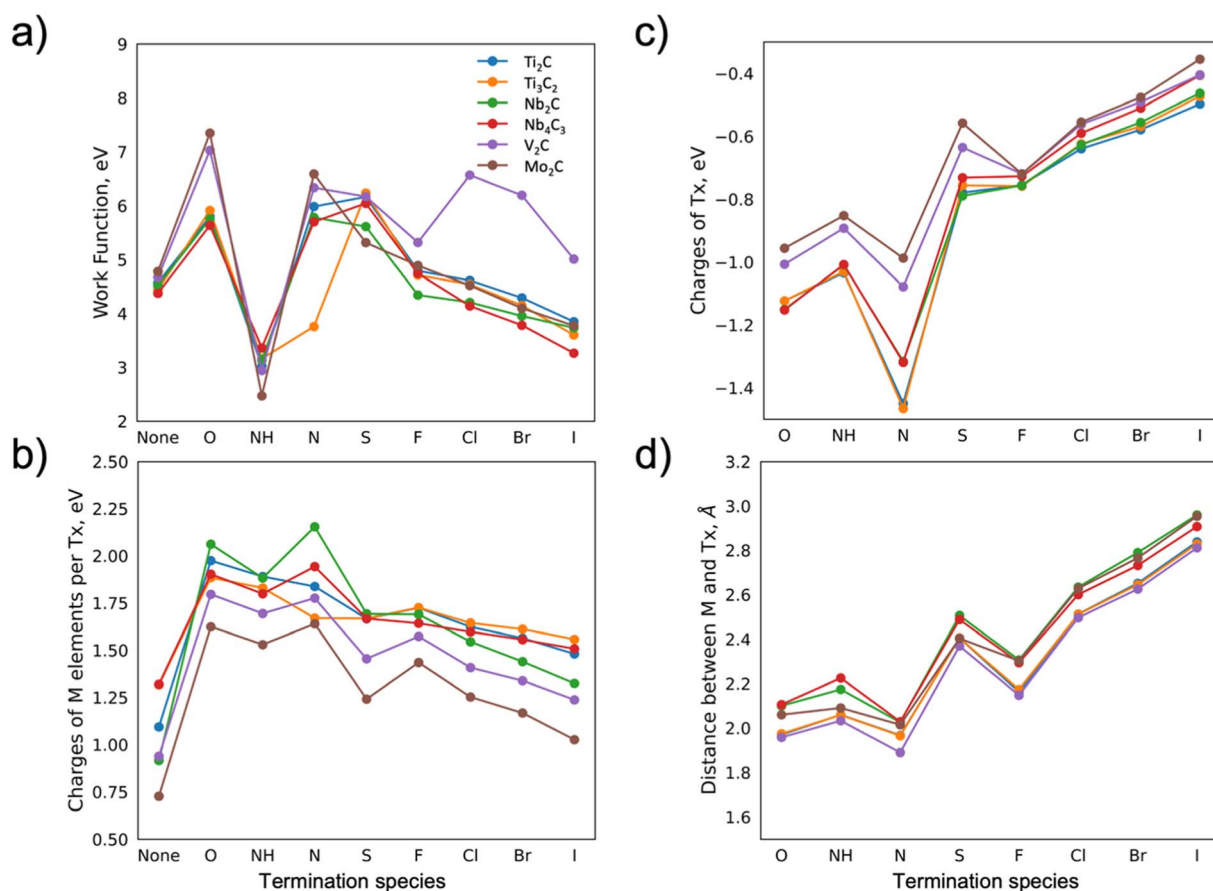 a)
Work Function, eV
9
8
7
6
5
4
3
2
Ti₂C
Ti₃C₂
Nb₂C
Nb₄C₃
V₂C
Mo₂C
None O NH N S F Cl Br I
b)
Charges of M elements per Tx, eV
2.50
2.25
2.00
1.75
1.50
1.25
1.00
0.75
0.50
None O NH N S F Cl Br I
Termination species
c)
Charges of Tx, eV
−0.4
−0.6
−0.8
−1.0
−1.2
−1.4
O NH N S F Cl Br I
d)
Distance between M and Tx, Å
3.2
3.0
2.8
2.6
2.4
2.2
2.0
1.8
1.6
O NH N S F Cl Br I
Termination species